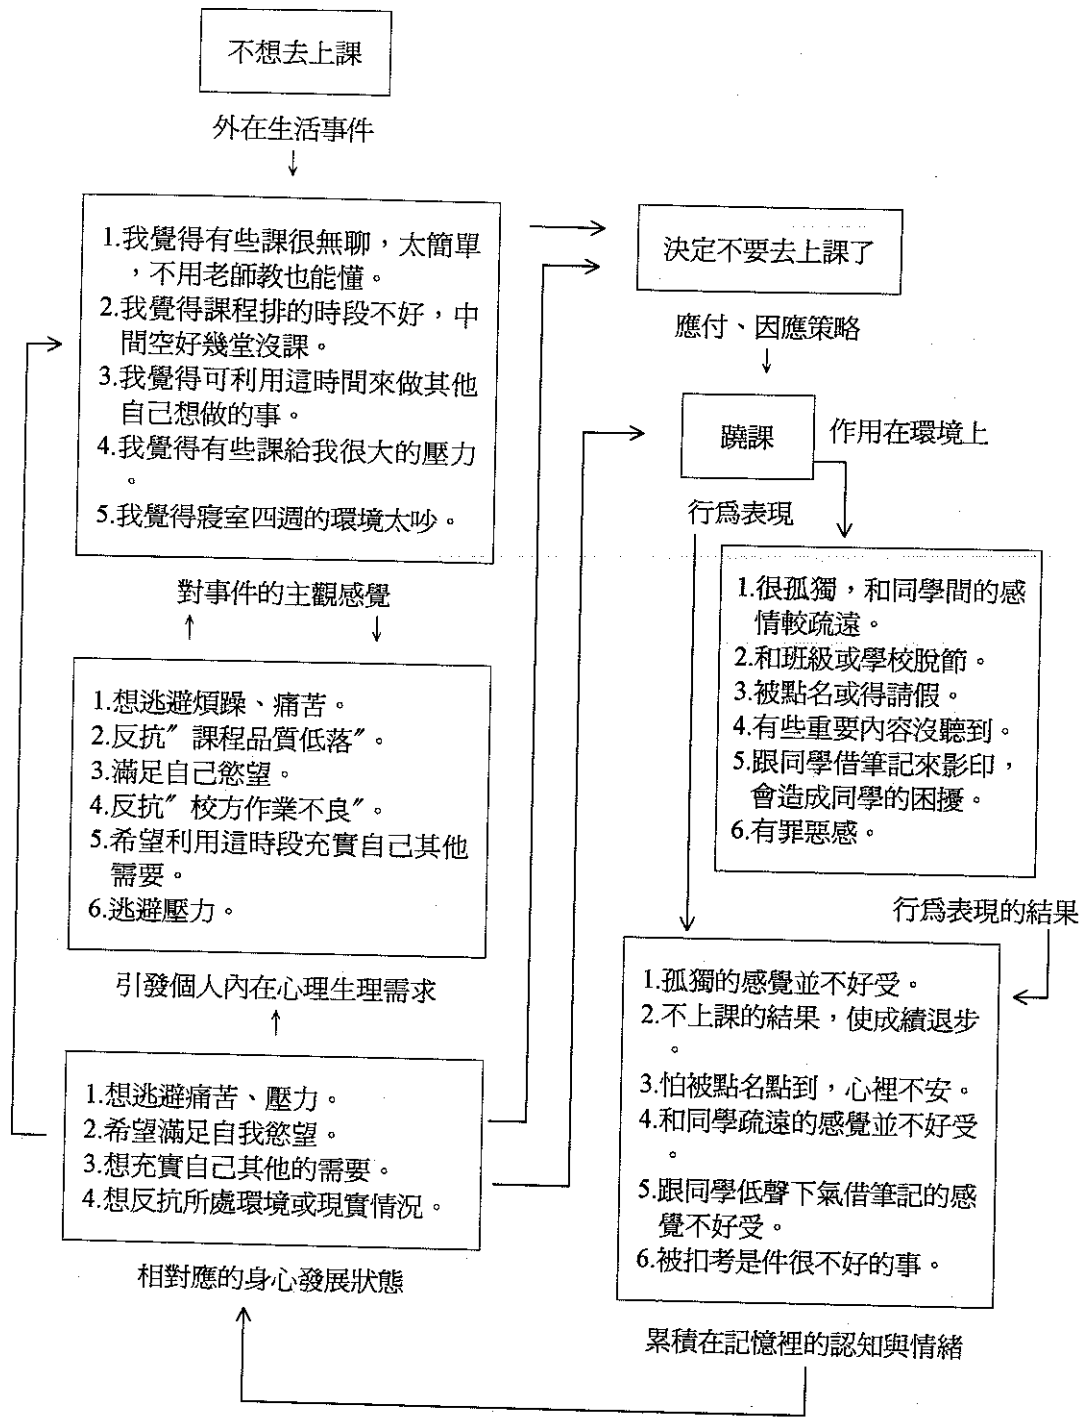 不想去上課
外在生活事件
↓
1.我覺得有些課很無聊，太簡單
，不用老師教也能懂。
2.我覺得課程排的時段不好，中
間空好幾堂沒課。
3.我覺得可利用這時間來做其他
自己想做的事。
4.我覺得有些課給我很大的壓力
。
5.我覺得寢室四週的環境太吵。
對事件的主觀感覺
↑ ↓
1.想逃避煩躁、痛苦。
2.反抗〞課程品質低落〞。
3.滿足自己慾望。
4.反抗〞校方作業不良〞。
5.希望利用這時段充實自己其他
需要。
6.逃避壓力。
引發個人內在心理生理需求
↑
1.想逃避痛苦、壓力。
2.希望滿足自我慾望。
3.想充實自己其他的需要。
4.想反抗所處環境或現實情況。
相對應的身心發展狀態
決定不要去上課了
應付、因應策略
↓
蹺課
作用在環境上
行爲表現
1.很孤獨，和同學間的感
情較疏遠。
2.和班級或學校脫節。
3.被點名或得請假。
4.有些重要內容沒聽到。
5.跟同學借筆記來影印，
會造成同學的困擾。
6.有罪惡感。
行爲表現的結果
1.孤獨的感覺並不好受。
2.不上課的結果，使成績退步
。
3.怕被點名點到，心裡不安。
4.和同學疏遠的感覺並不好受
。
5.跟同學低聲下氣借筆記的感
覺不好受。
6.被扣考是件很不好的事。
累積在記憶裡的認知與情緒